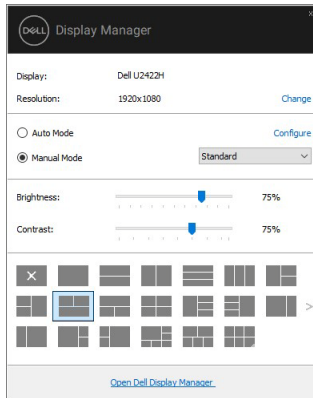 DELL Display Manager
Display: Dell U2422H
Resolution: 1920x1080 Change
Auto Mode Configure
Manual Mode Standard
Brightness: 75%
Contrast: 75%
Open Dell Display Manager